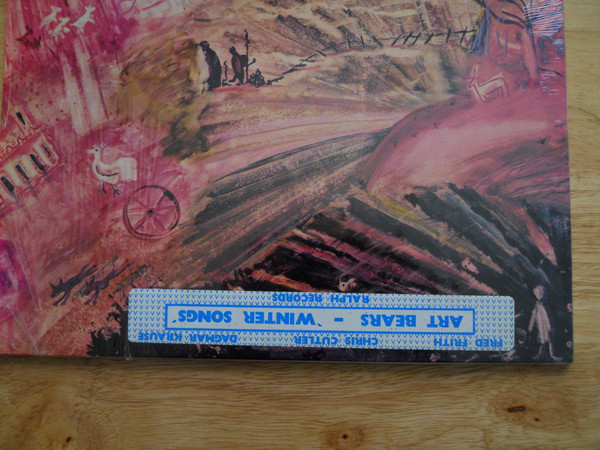 FRED FRITH CHRIS CUTLER DAGMAR KRAUSE
ART BEARS - 'WINTER SONGS'
RALPH RECORDS